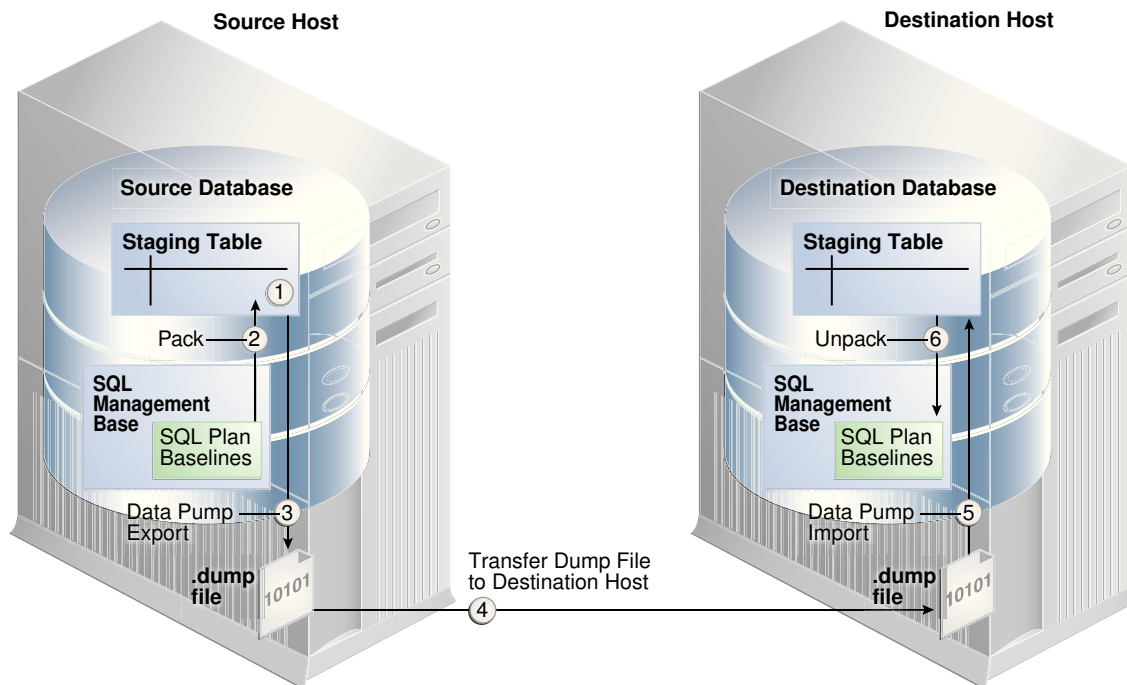 Source Host
Source Database
Staging Table
1
Pack
2
SQL
Management
Base
SQL Plan
Baselines
Data Pump
Export
3
.dump
file
10101
Transfer Dump File
to Destination Host
4
Destination Host
Destination Database
Staging Table
Unpack
6
SQL
Management
Base
SQL Plan
Baselines
Data Pump
Import
5
.dump
file
10101